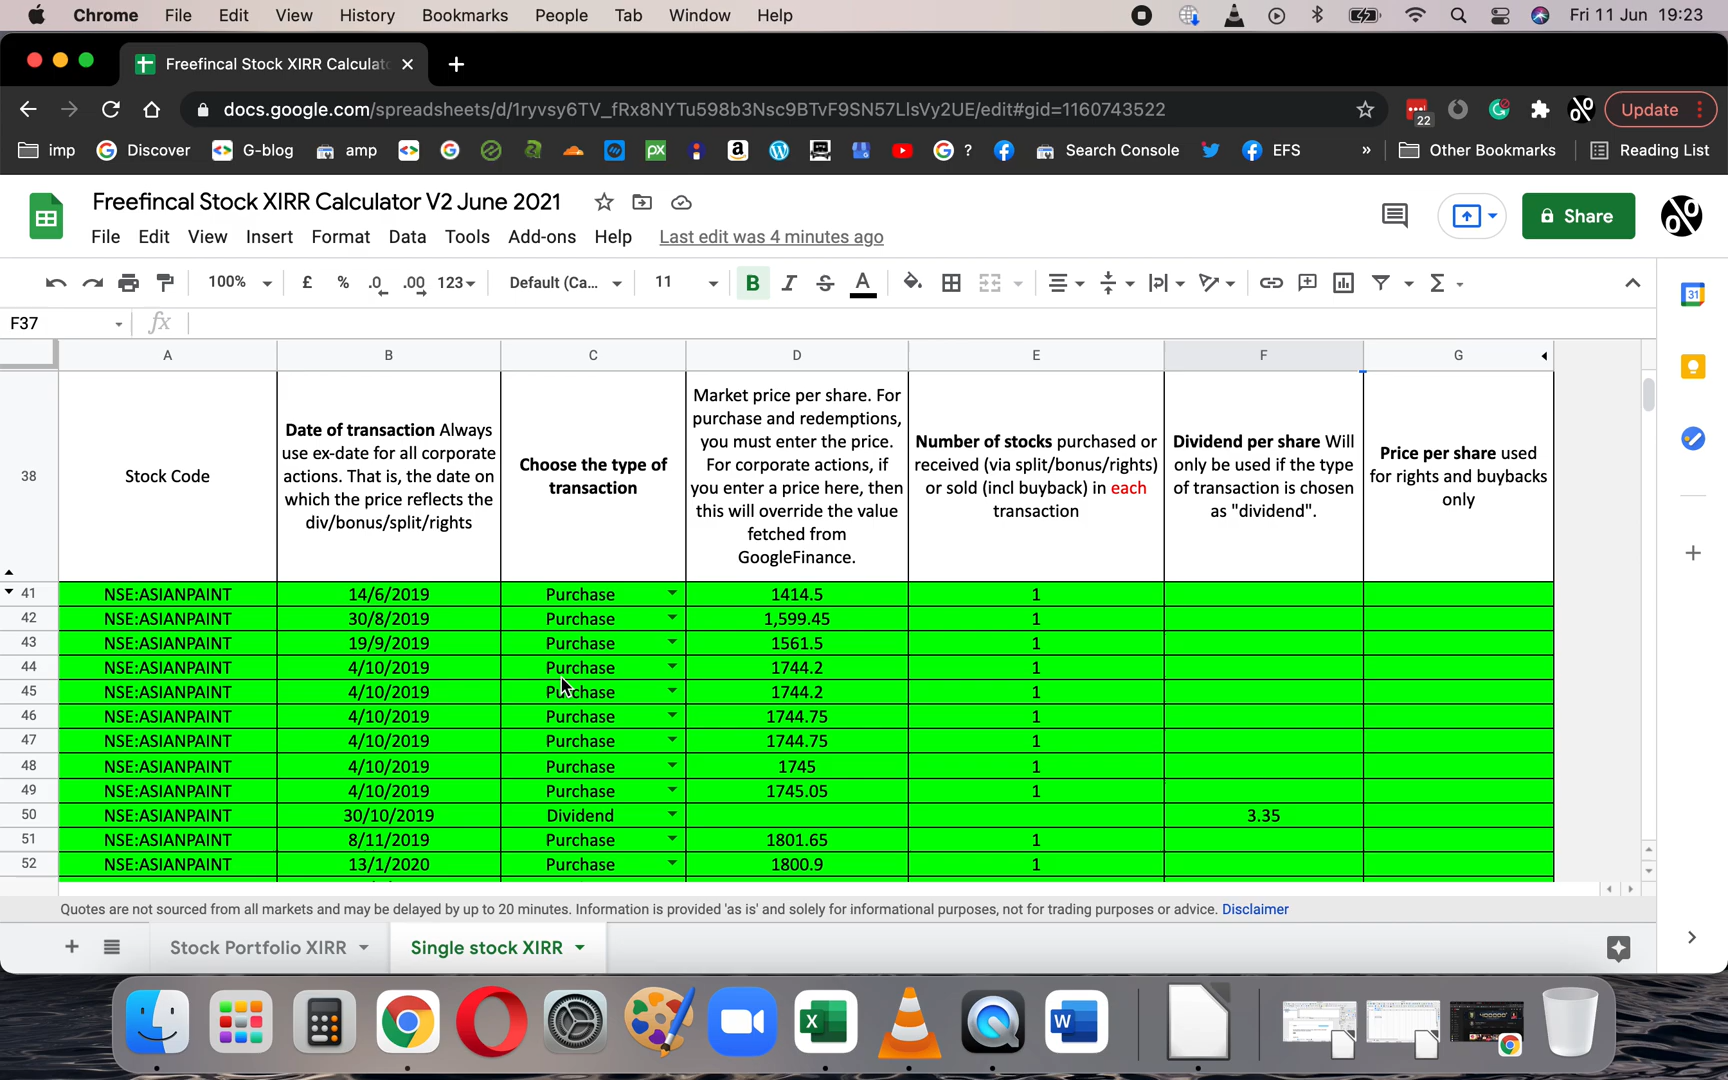 Chrome File Edit View History Bookmarks People Tab Window Help Fri 11 Jun 19:23
Freefincal Stock XIRR Calculat
docs.google.com/spreadsheets/d/1ryvsy6TV_fRx8NYTu598b3Nsc9BTvF9SN57LlsVy2UE/edit#gid=1160743522 22 Update
imp Discover G-blog amp ? Search Console EFS » Other Bookmarks Reading List
Freefincal Stock XIRR Calculator V2 June 2021
File Edit View Insert Format Data Tools Add-ons Help Last edit was 4 minutes ago
Share
100% £ % .0 .00 123 Default (Ca... 11 B I S A Σ
31
F37 fx
A B C D E F G
38
Stock Code
Date of transaction Always
use ex-date for all corporate
actions. That is, the date on
which the price reflects the
div/bonus/split/rights
Choose the type of
transaction
Market price per share. For
purchase and redemptions,
you must enter the price.
For corporate actions, if
you enter a price here, then
this will override the value
fetched from
GoogleFinance.
Number of stocks purchased or
received (via split/bonus/rights)
or sold (incl buyback) in each
transaction
Dividend per share Will
only be used if the type
of transaction is chosen
as "dividend".
Price per share used
for rights and buybacks
only
41 NSE:ASIANPAINT 14/6/2019 Purchase 1414.5 1
42 NSE:ASIANPAINT 30/8/2019 Purchase 1,599.45 1
43 NSE:ASIANPAINT 19/9/2019 Purchase 1561.5 1
44 NSE:ASIANPAINT 4/10/2019 Purchase 1744.2 1
45 NSE:ASIANPAINT 4/10/2019 Purchase 1744.2 1
46 NSE:ASIANPAINT 4/10/2019 Purchase 1744.75 1
47 NSE:ASIANPAINT 4/10/2019 Purchase 1744.75 1
48 NSE:ASIANPAINT 4/10/2019 Purchase 1745 1
49 NSE:ASIANPAINT 4/10/2019 Purchase 1745.05 1
50 NSE:ASIANPAINT 30/10/2019 Dividend 3.35
51 NSE:ASIANPAINT 8/11/2019 Purchase 1801.65 1
52 NSE:ASIANPAINT 13/1/2020 Purchase 1800.9 1
Quotes are not sourced from all markets and may be delayed by up to 20 minutes. Information is provided 'as is' and solely for informational purposes, not for trading purposes or advice. Disclaimer
Stock Portfolio XIRR Single stock XIRR